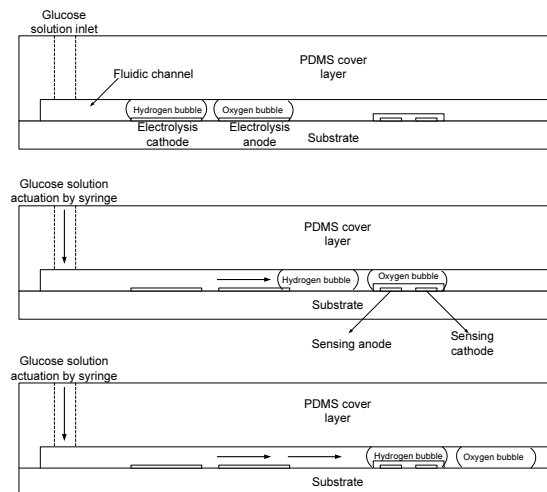 Glucose
solution inlet
PDMS cover
layer
Fluidic channel
Hydrogen bubble
Oxygen bubble
Electrolysis
cathode
Electrolysis
anode
Substrate
Glucose solution
actuation by syringe
PDMS cover
layer
Hydrogen bubble
Oxygen bubble
Substrate
Sensing anode
Sensing
cathode
Glucose solution
actuation by syringe
PDMS cover
layer
Hydrogen bubble
Oxygen bubble
Substrate